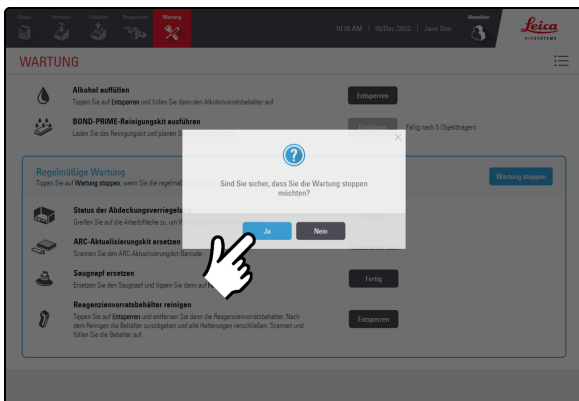 Status
Entladen
Reagenzien
Wartung
10:20 AM | 05/Dez./2022 | Jane Doe
Abmelden
Leica
BIOSYSTEMS
WARTUNG
Alkohol auffüllen
Tippen Sie auf Entsperren und füllen Sie dann den Alkoholvorratsbehälter auf.
Entsperren
BOND-PRIME-Reinigungskit ausführen
Laden Sie das Reinigungskit und planen S
Fällig nach 5 Objektträgern
Regelmäßige Wartung
Tippen Sie auf Wartung stoppen, wenn Sie die regelmäß
Wartung stoppen
Sind Sie sicher, dass Sie die Wartung stoppen
möchten?
Ja
Nein
Status der Abdeckungsverriegelu
Greifen Sie auf die Arbeitsfläche zu, um W
ARC-Aktualisierungskit ersetzen
Scannen Sie den ARC-Aktualisierungskit-Barcode.
Saugnapf ersetzen
Ersetzen Sie den Saugnapf und tippen Sie dann auf
Fertig
Reagenzienvorratsbehälter reinigen
Tippen Sie auf Entsperren und entfernen Sie dann die Reagenzienvorratsbehälter. Nach
dem Reinigen die Behälter zurückgeben und alle Halterungen verschließen. Scannen und
füllen Sie die Behälter auf.
Entsperren